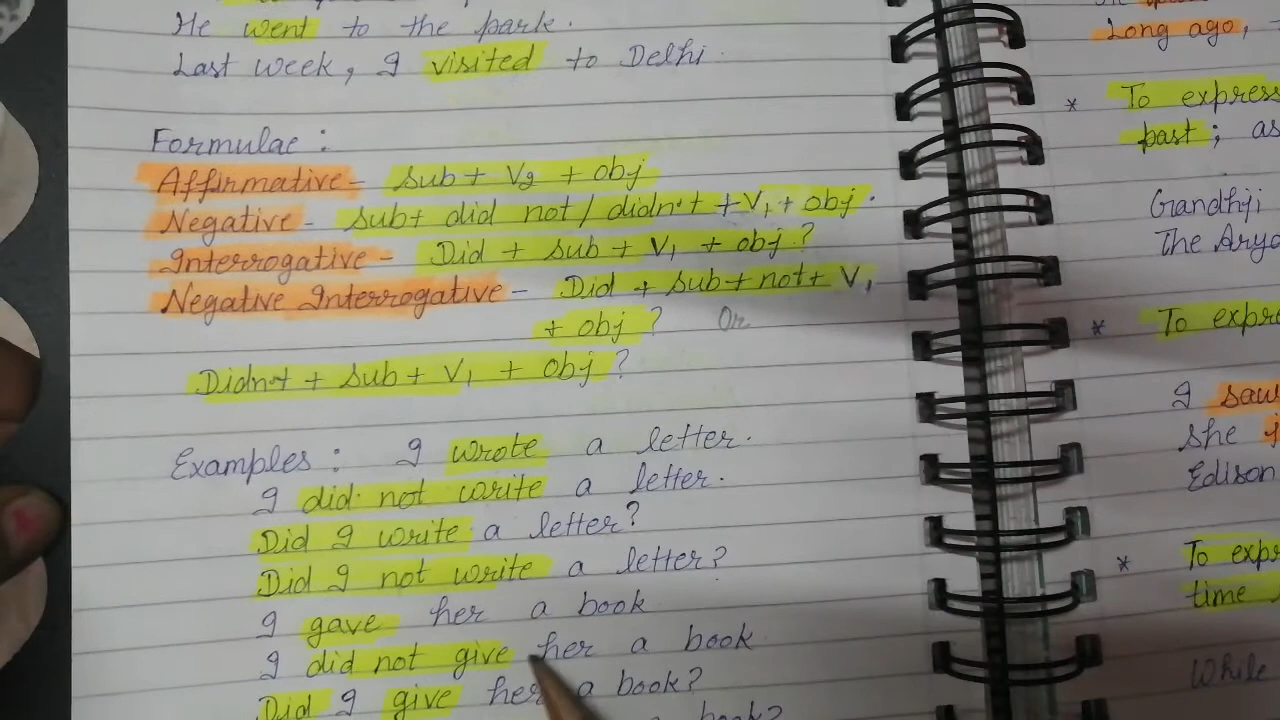 He went to the park.
Last week, I visited to Delhi.
Formulae :
Affirmative - Sub + V2 + obj
Negative - Sub + did not / didn't + V1 + obj.
Interrogative - Did + sub + V1 + obj ?
Negative Interrogative - Did + sub + not + V1
+ obj ? Or
Didn't + sub + V1 + obj ?
Examples : I wrote a letter.
I did not write a letter.
Did I write a letter?
Did I not write a letter?
I gave her a book
I did not give her a book
Did I give her a book?
book?
Long ago,
* To express
past ; as
Gandhiji
The
* To
I saw
She
Edison
* To
time
While